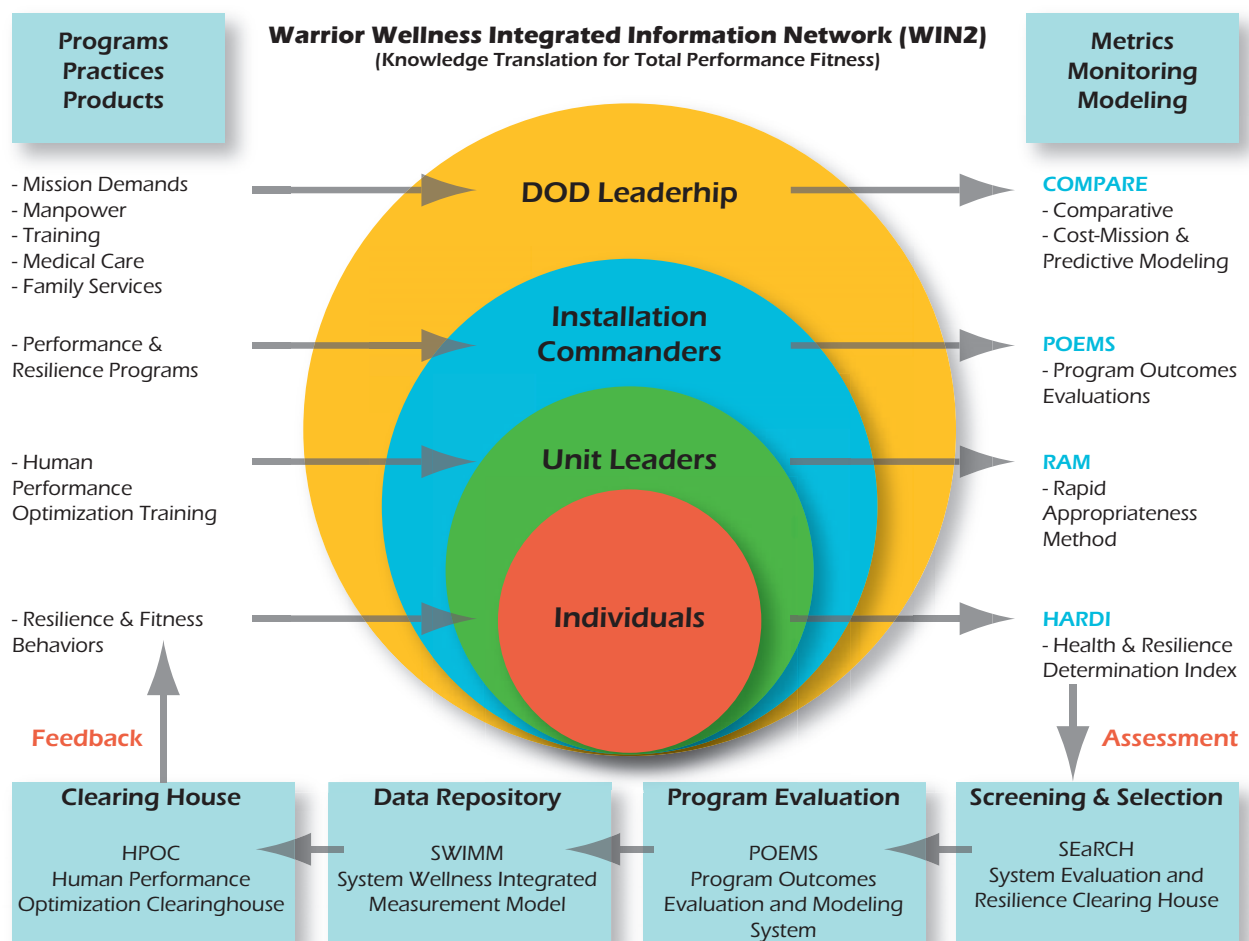 Programs
Practices
Products
Warrior Wellness Integrated Information Network (WIN2)
(Knowledge Translation for Total Performance Fitness)
Metrics
Monitoring
Modeling
- Mission Demands
- Manpower
- Training
- Medical Care
- Family Services
DOD Leaderhip
COMPARE
- Comparative
- Cost-Mission &
Predictive Modeling
- Performance &
Resilience Programs
Installation
Commanders
POEMS
- Program Outcomes
Evaluations
- Human
Performance
Optimization Training
Unit Leaders
RAM
- Rapid
Appropriateness
Method
- Resilience & Fitness
Behaviors
Individuals
HARDI
- Health & Resilience
Determination Index
Feedback
Assessment
Clearing House
HPOC
Human Performance
Optimization Clearinghouse
Data Repository
SWIMM
System Wellness Integrated
Measurement Model
Program Evaluation
POEMS
Program Outcomes
Evaluation and Modeling
System
Screening & Selection
SEaRCH
System Evaluation and
Resilience Clearing House